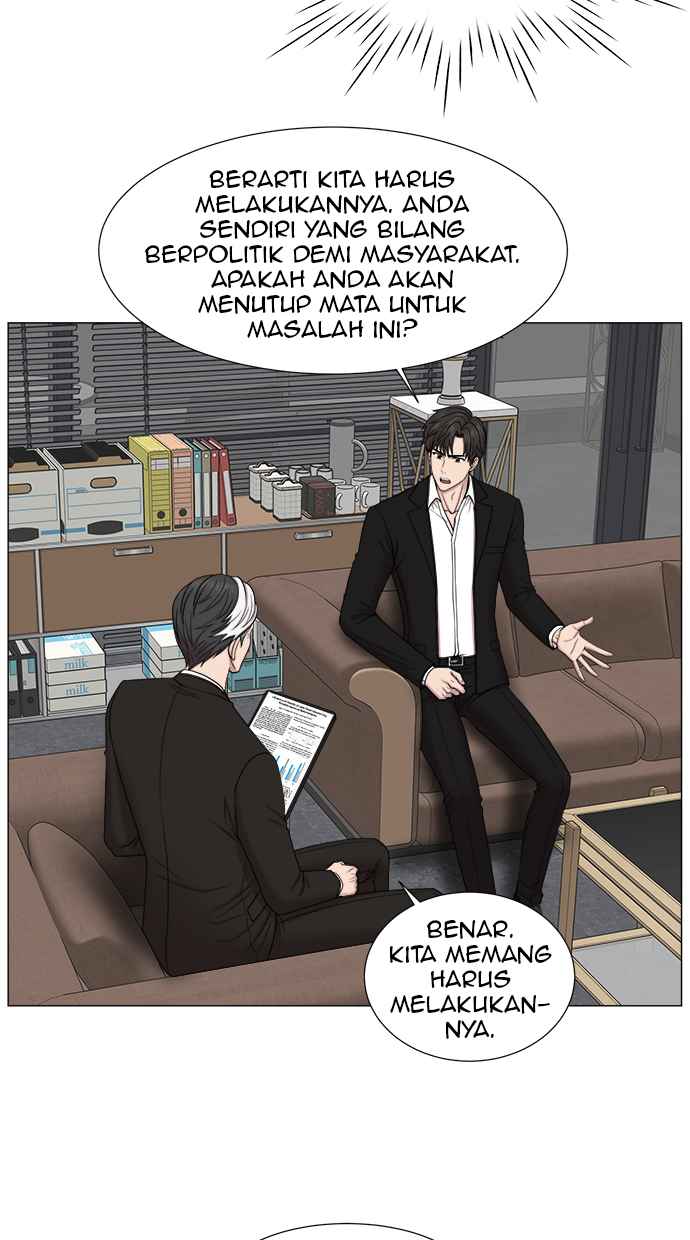 BERARTI KITA HARUS
MELAKUKANNYA. ANDA
SENDIRI YANG BILANG
BERPOLITIK DEMI MASYARAKAT.
APAKAH ANDA AKAN
MENUTUP MATA UNTUK
MASALAH INI?
milk
milk
milk
BENAR.
KITA MEMANG
HARUS
MELAKUKAN-
NYA.